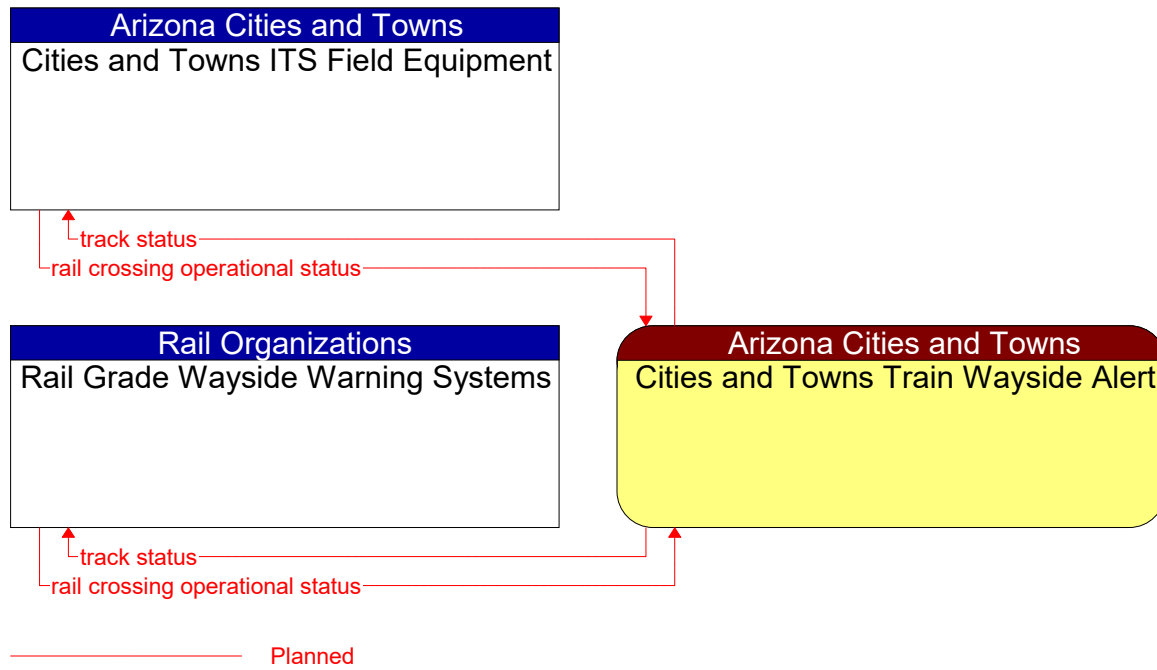 Arizona Cities and Towns
Cities and Towns ITS Field Equipment
track status
rail crossing operational status
Rail Organizations
Rail Grade Wayside Warning Systems
Arizona Cities and Towns
Cities and Towns Train Wayside Alert
track status
rail crossing operational status
Planned